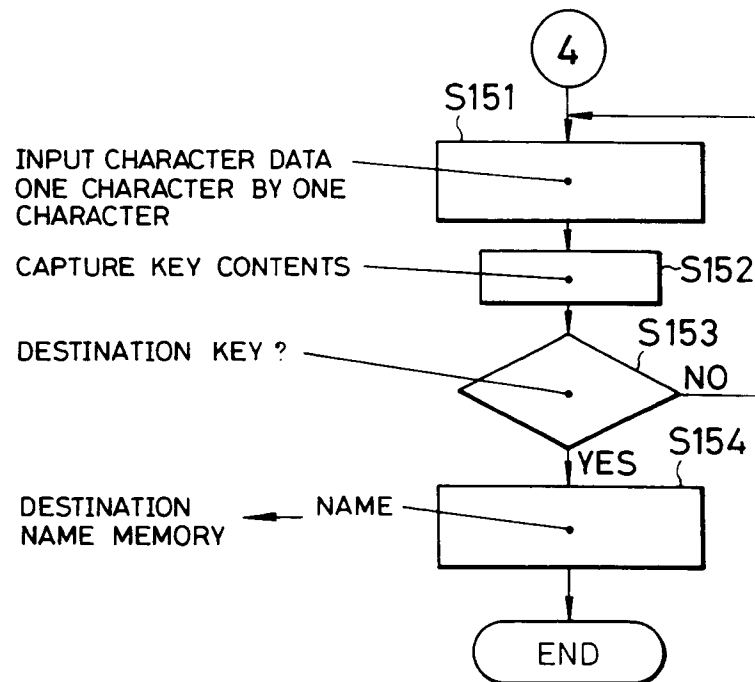 4
S151
INPUT CHARACTER DATA
ONE CHARACTER BY ONE
CHARACTER
CAPTURE KEY CONTENTS
S152
DESTINATION KEY ?
S153
NO
YES
S154
DESTINATION
NAME MEMORY
NAME
END